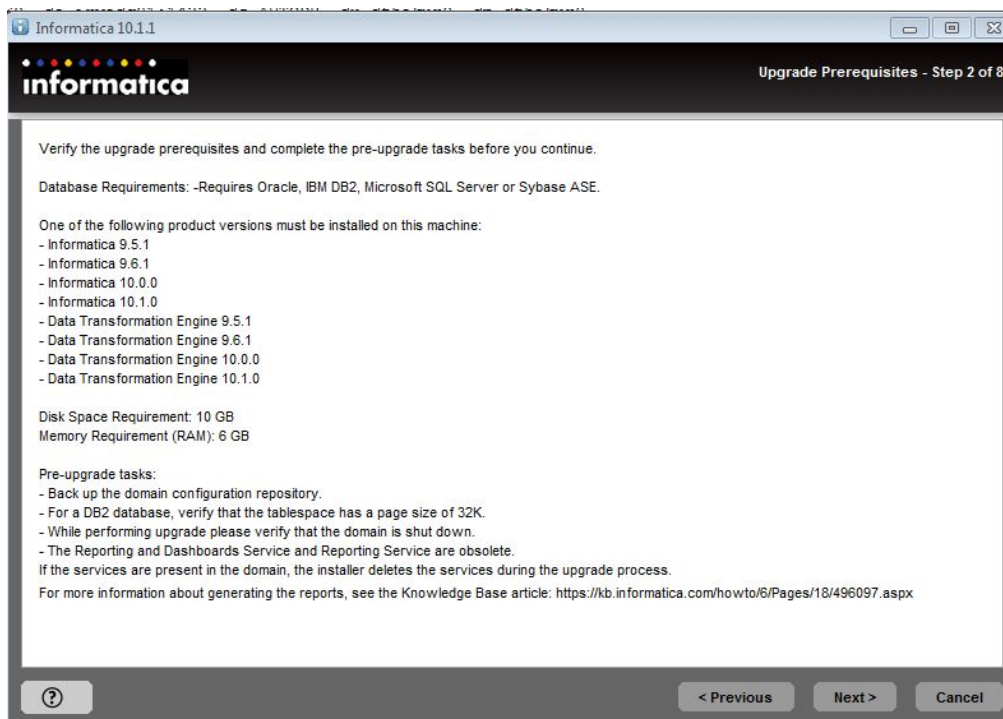 Informatica 10.1.1
informatica
Upgrade Prerequisites - Step 2 of 8
Verify the upgrade prerequisites and complete the pre-upgrade tasks before you continue.
Database Requirements: -Requires Oracle, IBM DB2, Microsoft SQL Server or Sybase ASE.
One of the following product versions must be installed on this machine:
- Informatica 9.5.1
- Informatica 9.6.1
- Informatica 10.0.0
- Informatica 10.1.0
- Data Transformation Engine 9.5.1
- Data Transformation Engine 9.6.1
- Data Transformation Engine 10.0.0
- Data Transformation Engine 10.1.0
Disk Space Requirement: 10 GB
Memory Requirement (RAM): 6 GB
Pre-upgrade tasks:
- Back up the domain configuration repository.
- For a DB2 database, verify that the tablespace has a page size of 32K.
- While performing upgrade please verify that the domain is shut down.
- The Reporting and Dashboards Service and Reporting Service are obsolete.
If the services are present in the domain, the installer deletes the services during the upgrade process.
For more information about generating the reports, see the Knowledge Base article: https://kb.informatica.com/howto/6/Pages/18/496097.aspx
?
< Previous
Next >
Cancel